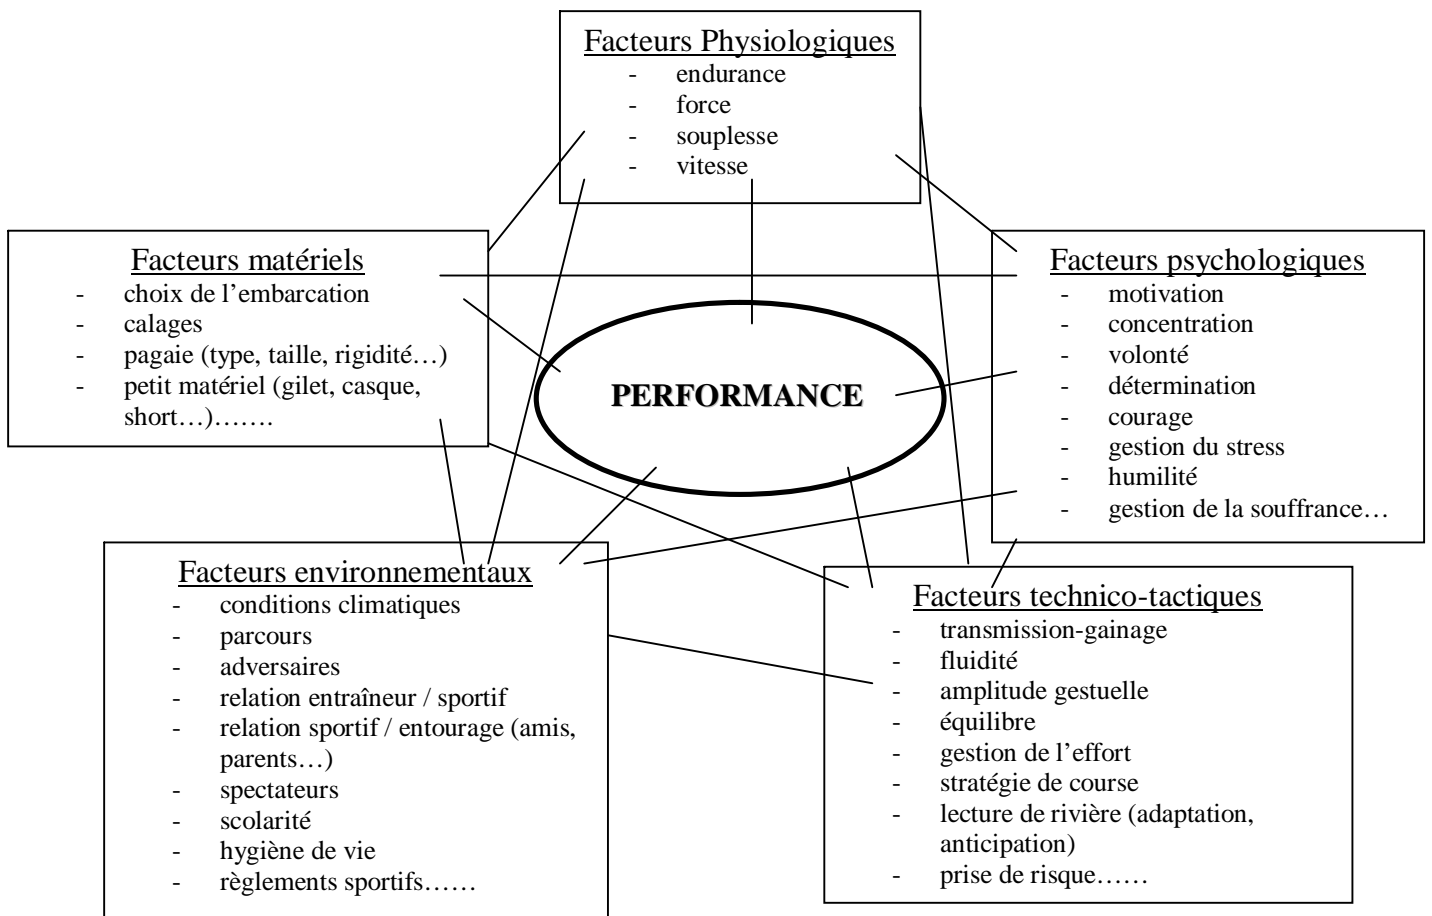 Facteurs Physiologiques
- endurance
- force
- souplesse
- vitesse
Facteurs matériels
- choix de l’embarcation
- calages
- pagaie (type, taille, rigidité…)
- petit matériel (gilet, casque,
short…)…….
Facteurs psychologiques
- motivation
- concentration
- volonté
- détermination
- courage
- gestion du stress
- humilité
- gestion de la souffrance…
PERFORMANCE
Facteurs environnementaux
- conditions climatiques
- parcours
- adversaires
- relation entraîneur / sportif
- relation sportif / entourage (amis,
parents…)
- spectateurs
- scolarité
- hygiène de vie
- règlements sportifs……
Facteurs technico-tactiques
- transmission-gainage
- fluidité
- amplitude gestuelle
- équilibre
- gestion de l’effort
- stratégie de course
- lecture de rivière (adaptation,
anticipation)
- prise de risque……